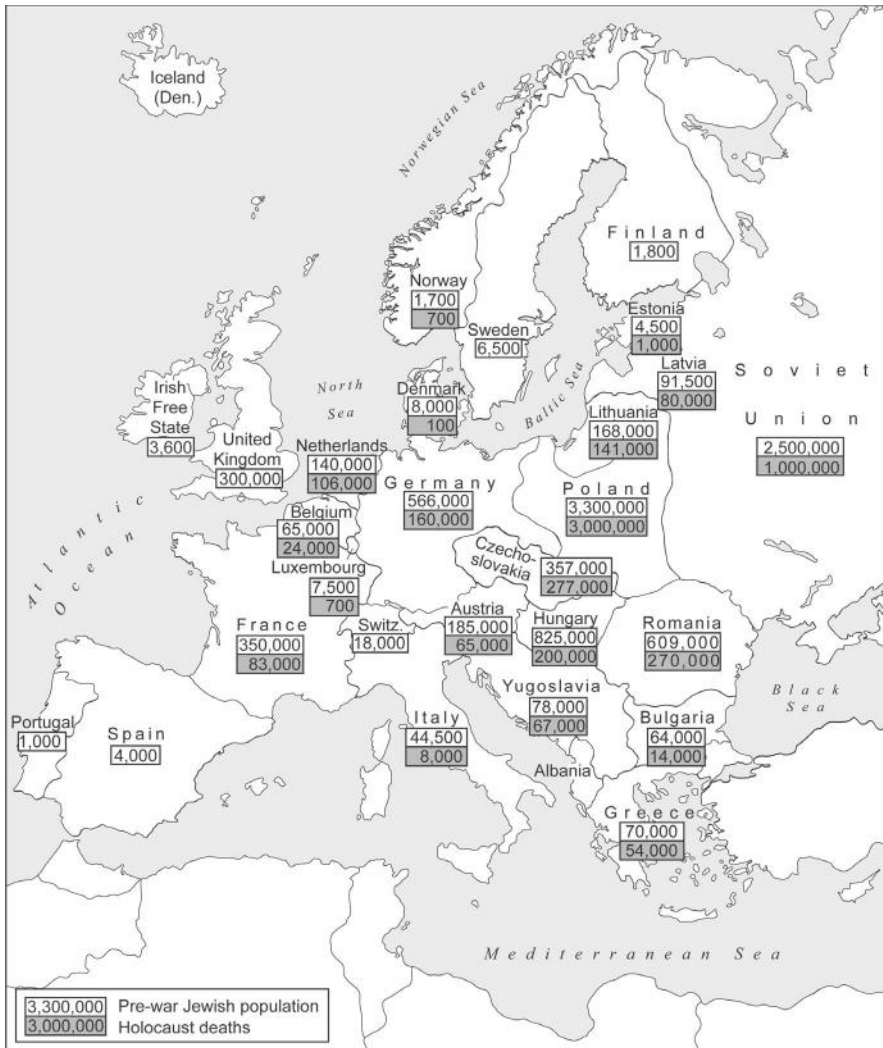 Iceland
(Den.)
Norwegian Sea
Finland
1,800
Norway
1,700
700
Sweden
6,500
Estonia
4,500
1,000
Latvia
91,500
80,000
Soviet
Union
2,500,000
1,000,000
Irish
Free
State
3,600
North
Sea
Denmark
8,000
100
Baltic Sea
Lithuania
168,000
141,000
United
Kingdom
300,000
Netherlands
140,000
106,000
Germany
566,000
160,000
Poland
3,300,000
3,000,000
Atlantic
Ocean
Belgium
65,000
24,000
Luxembourg
7,500
700
Czecho-
slovakia
357,000
277,000
France
350,000
83,000
Switz.
18,000
Austria
185,000
65,000
Hungary
825,000
200,000
Romania
609,000
270,000
Portugal
1,000
Spain
4,000
Italy
44,500
8,000
Yugoslavia
78,000
67,000
Bulgaria
64,000
14,000
Black
Sea
Albania
Greece
70,000
54,000
Mediterranean Sea
3,300,000 Pre-war Jewish population
3,000,000 Holocaust deaths